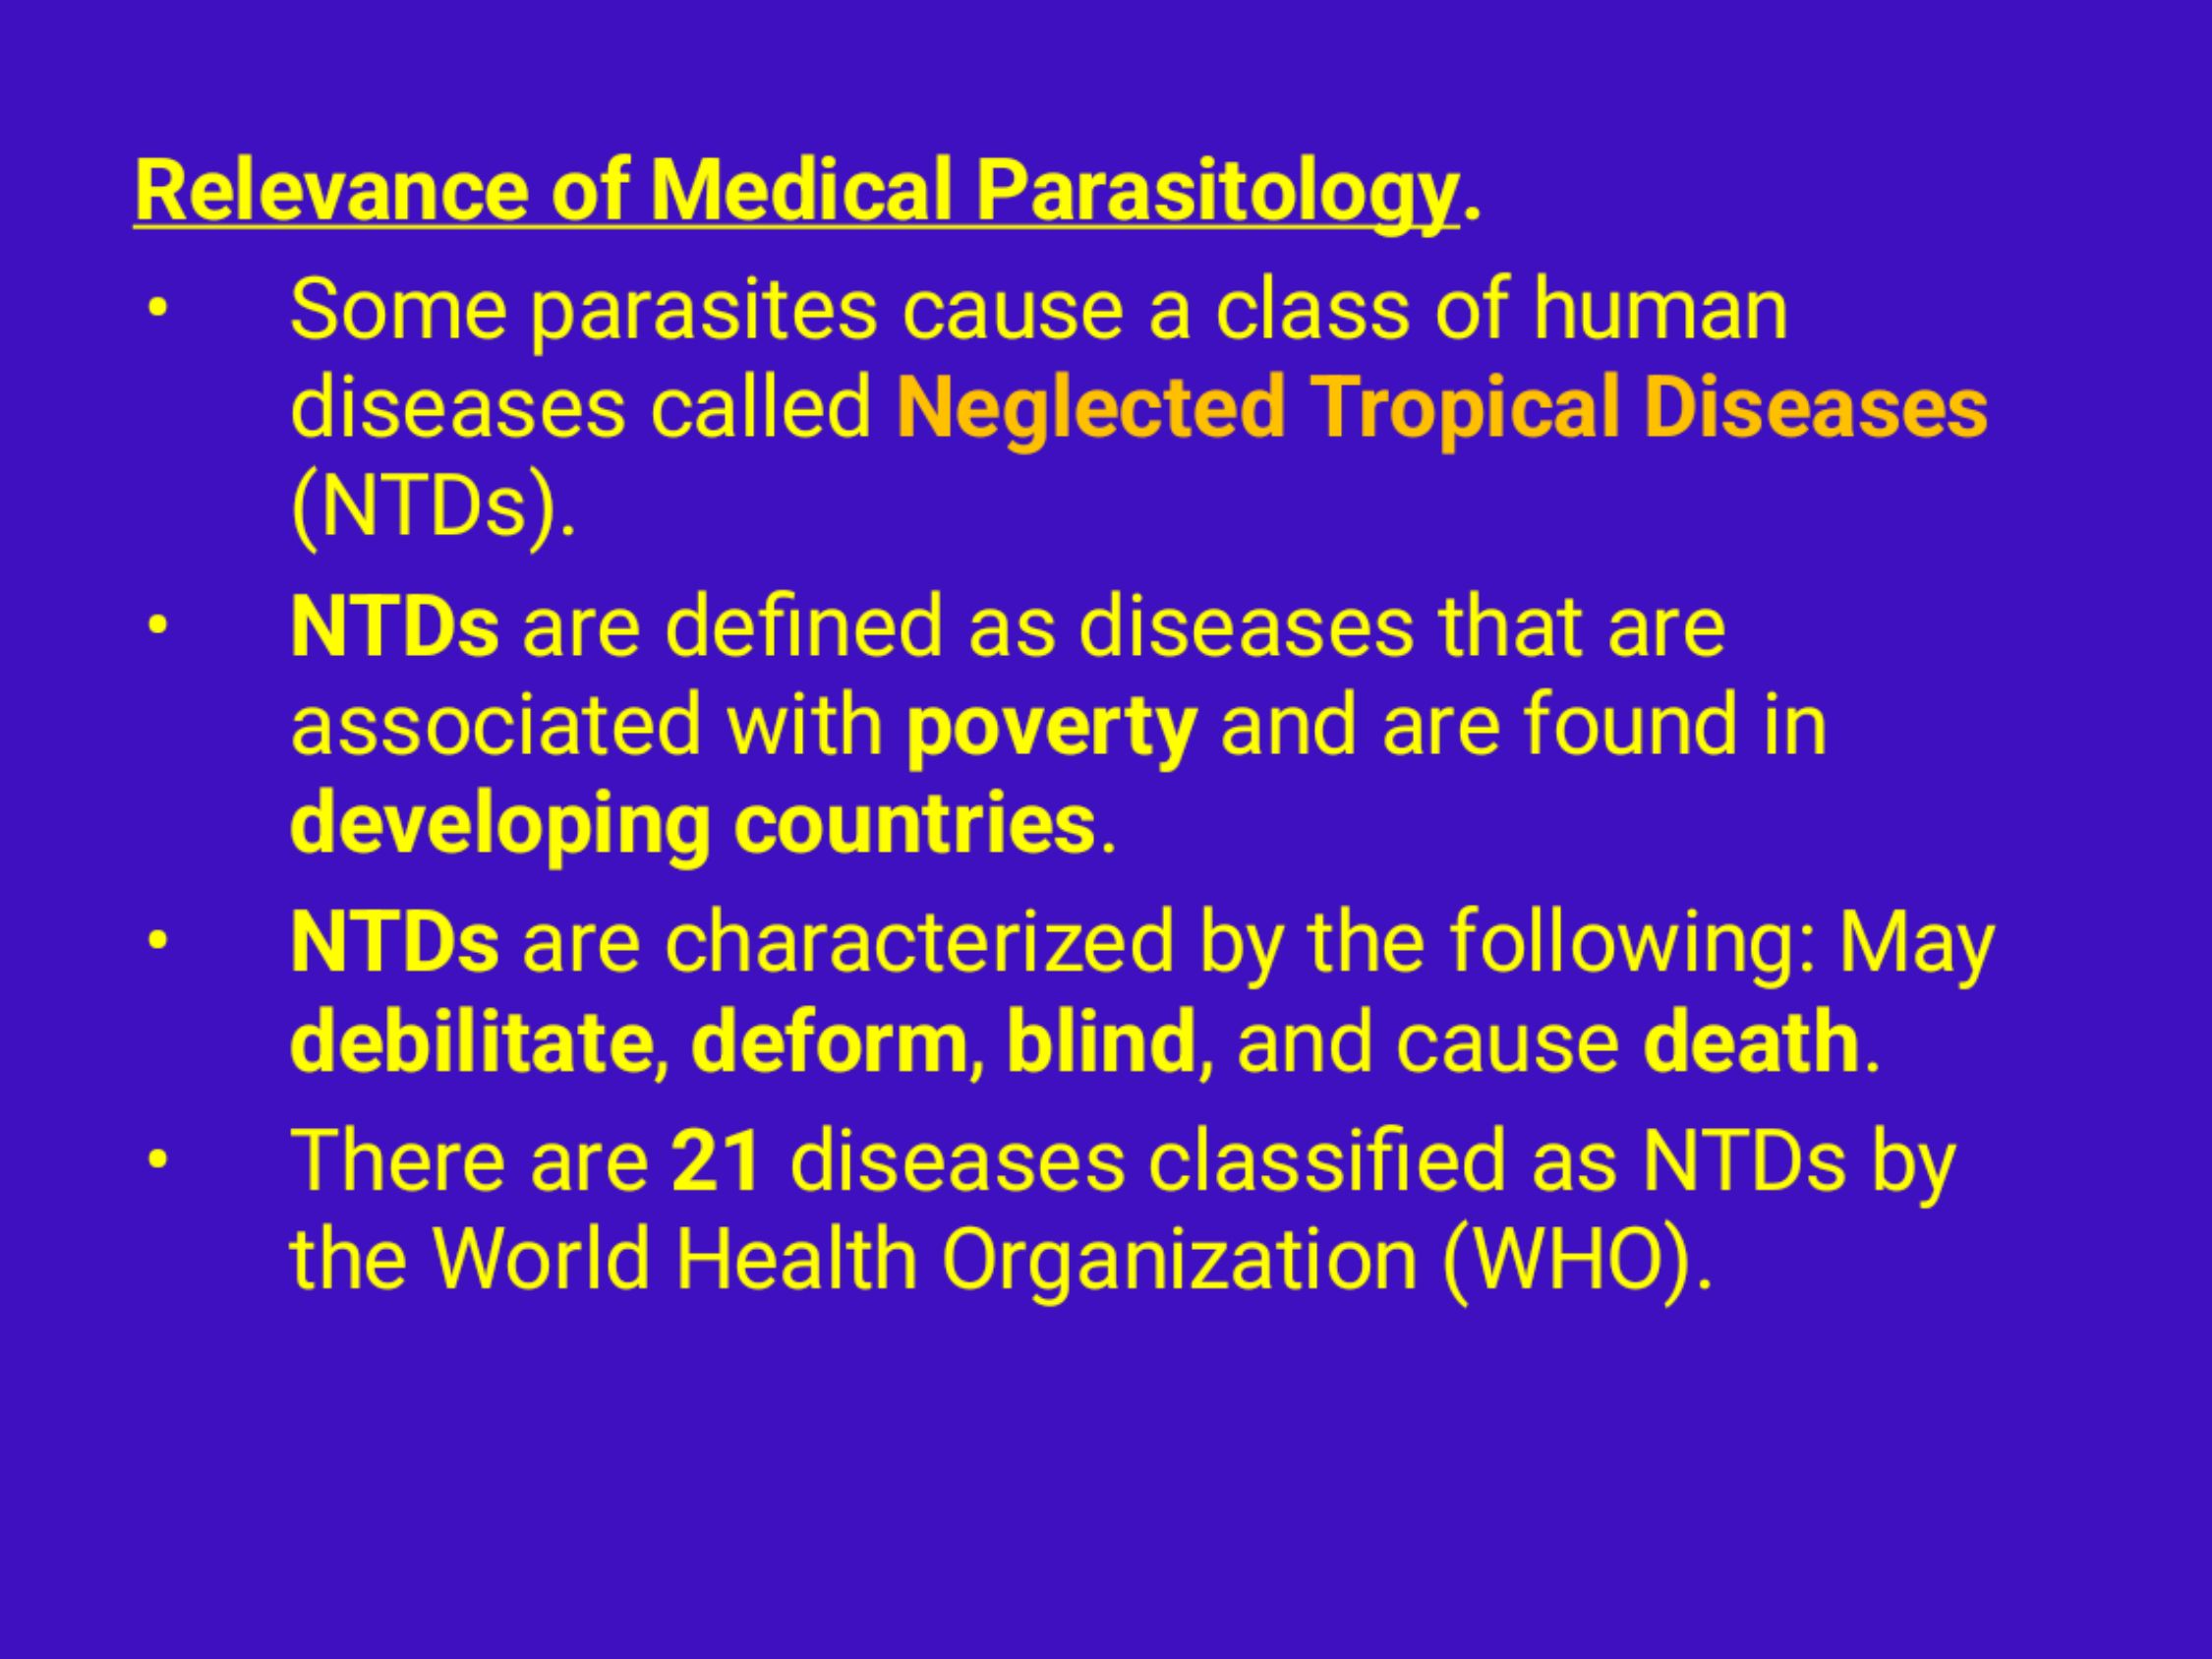 Relevance of Medical Parasitology.
• Some parasites cause a class of human
diseases called Neglected Tropical Diseases
(NTDs).
• NTDs are defined as diseases that are
associated with poverty and are found in
developing countries.
• NTDs are characterized by the following: May
debilitate, deform, blind, and cause death.
• There are 21 diseases classified as NTDs by
the World Health Organization (WHO).